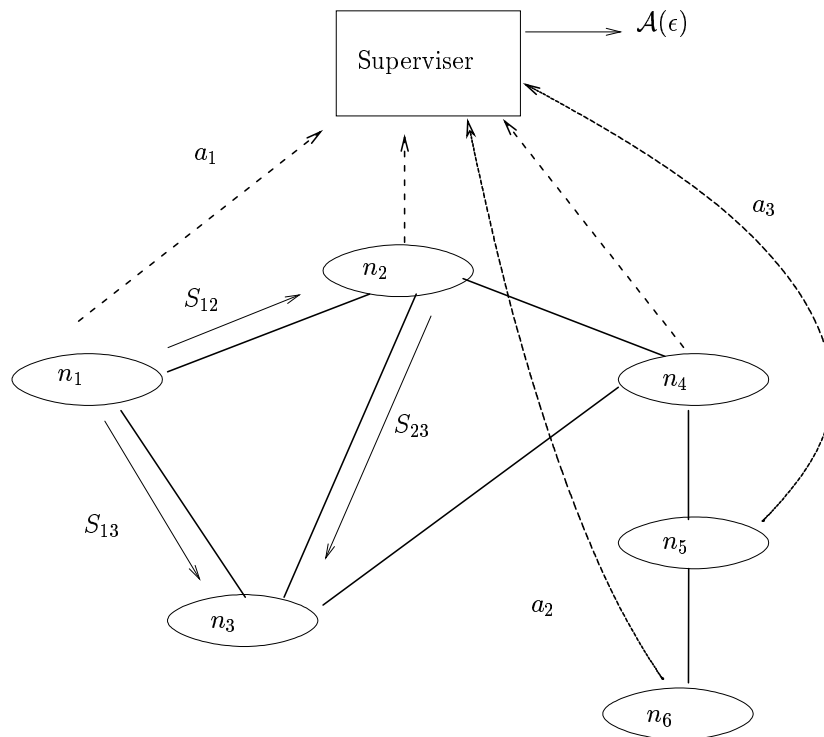 𝒜(ϵ)
Superviser
a₁
a₃
n₂
S₁₂
n₁
n₄
S₂₃
S₁₃
n₅
a₂
n₃
n₆